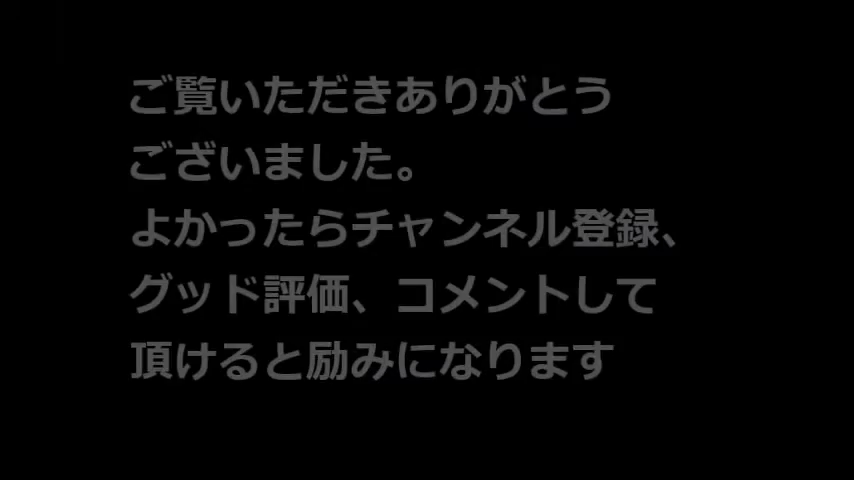 ご覧いただきありがとう
ございました。
よかったらチャンネル登録、
グッド評価、コメントして
頂けると励みになります